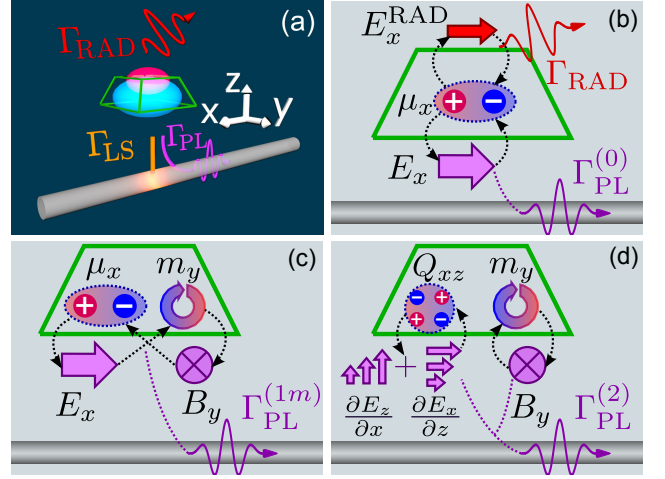 (a)
Γ_RAD
z
x
y
Γ_LS
Γ_PL
(b)
E_x^RAD
Γ_RAD
μ_x
+ −
E_x
Γ_PL^(0)
(c)
μ_x m_y
+ −
E_x B_y
Γ_PL^(1m)
(d)
Q_xz m_y
− +
+ −
+
∂E_z/∂x ∂E_x/∂z B_y
Γ_PL^(2)